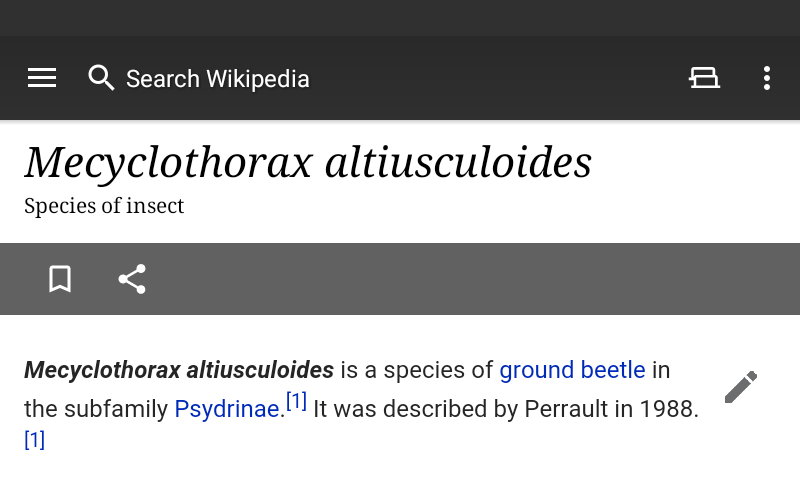 Search Wikipedia
Mecyclothorax altiusculoides
Species of insect
Mecyclothorax altiusculoides is a species of ground beetle in
the subfamily Psydrinae.[1] It was described by Perrault in 1988.
[1]